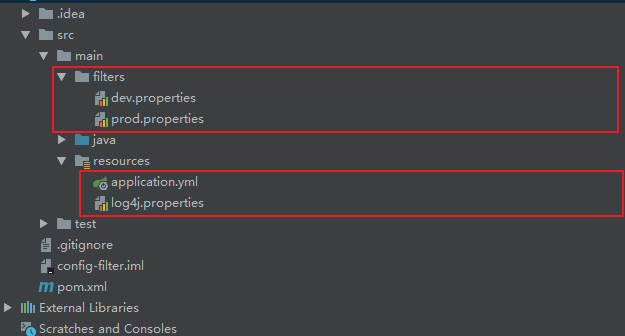 .idea
src
main
filters
dev.properties
prod.properties
java
resources
application.yml
log4j.properties
test
.gitignore
config-filter.iml
pom.xml
External Libraries
Scratches and Consoles